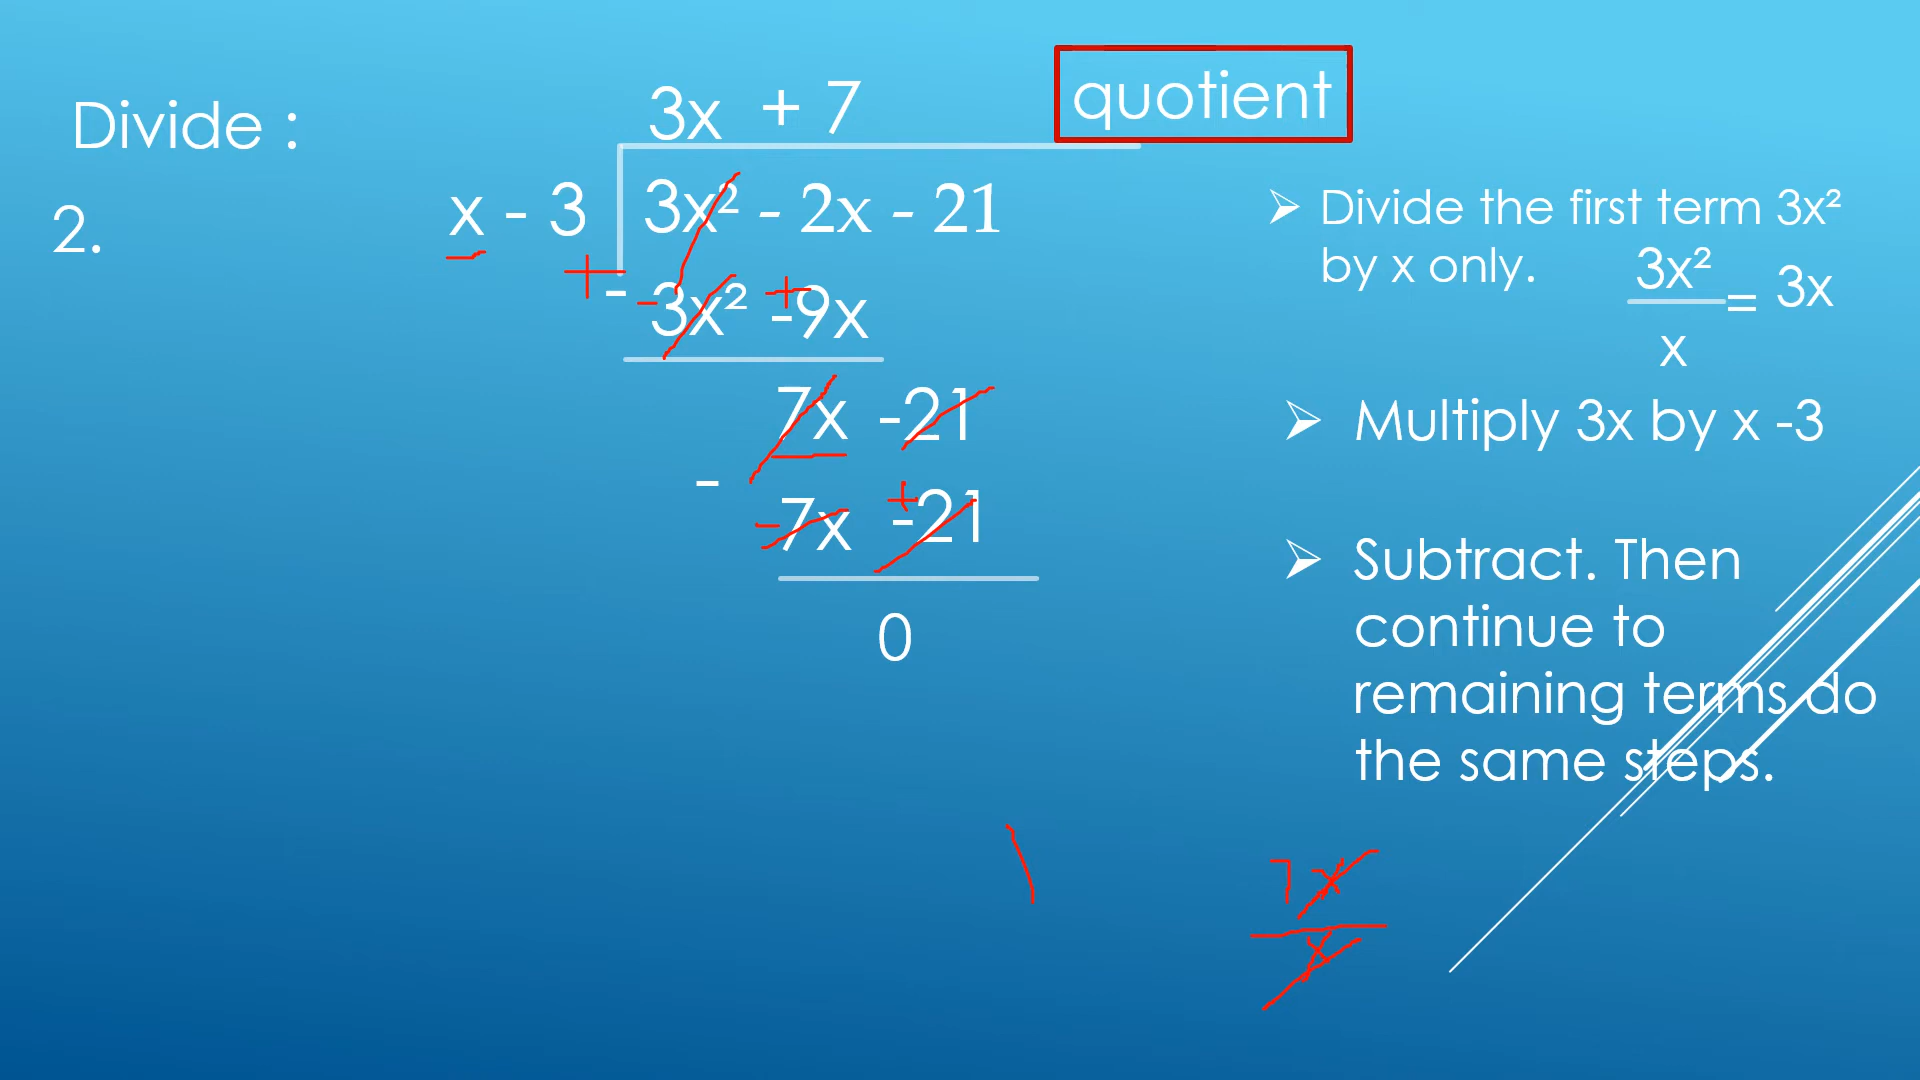 Divide :
2.
3x + 7
quotient
x - 3
3x² - 2x - 21
+
- - 3x² - 9x
+
7x - 21
- - 7x - 21
+
0
➢ Divide the first term 3x²
by x only.
3x²
= 3x
x
➢ Multiply 3x by x -3
➢ Subtract. Then
continue to
remaining terms do
the same steps.
7x
x